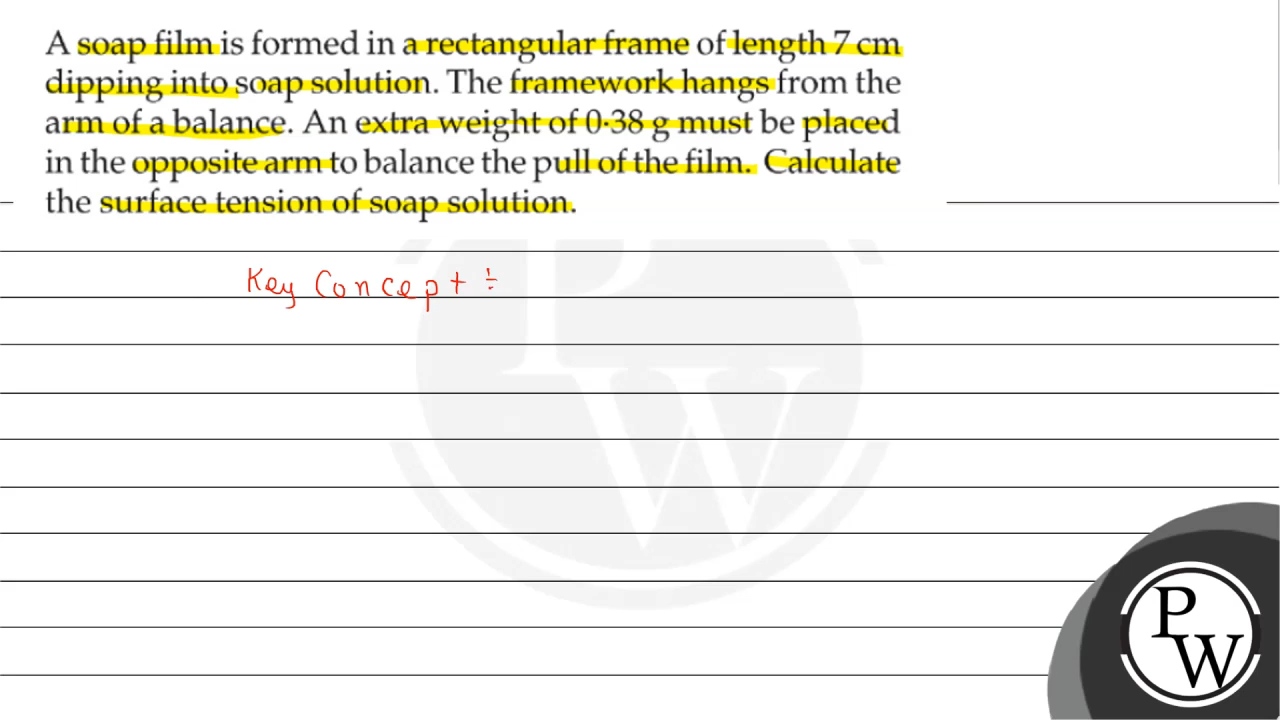 A soap film is formed in a rectangular frame of length 7 cm
dipping into soap solution. The framework hangs from the
arm of a balance. An extra weight of 0·38 g must be placed
in the opposite arm to balance the pull of the film. Calculate
the surface tension of soap solution.
Key Concept ÷
P
W
P
W